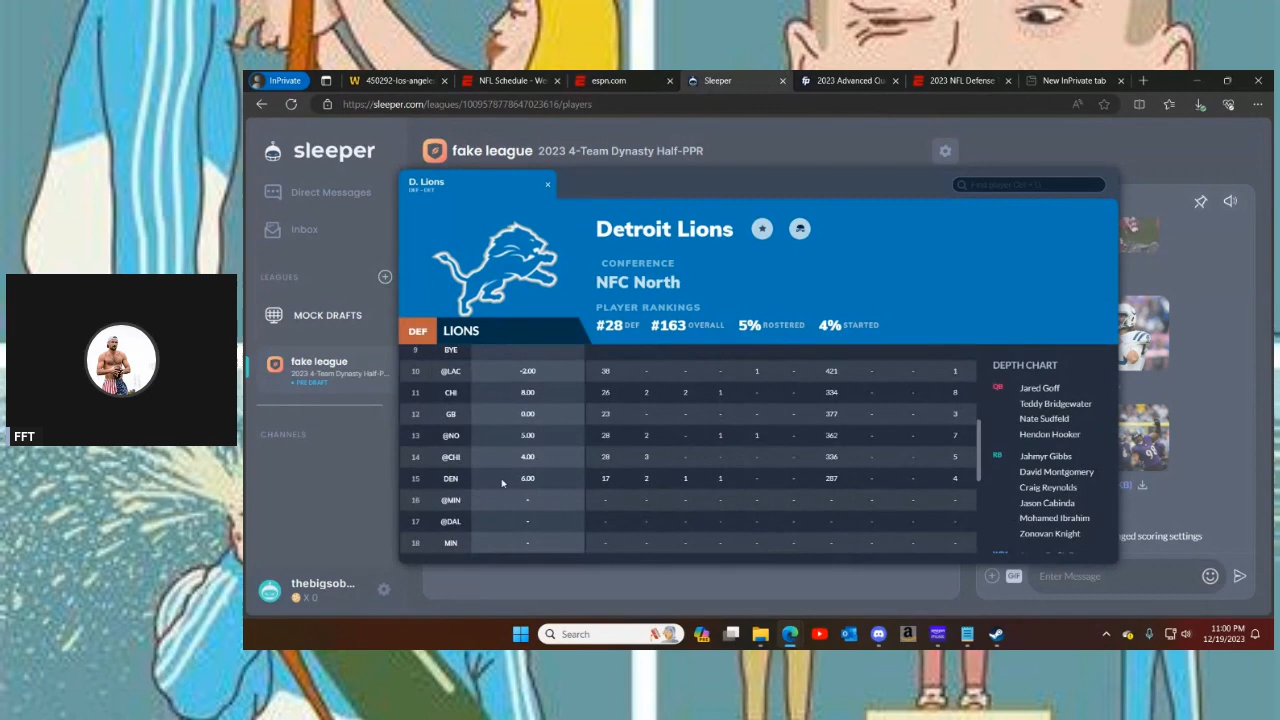 InPrivate
450292-los-angele
NFL Schedule - We
espn.com
Sleeper
2023 Advanced Qu
2023 NFL Defense
New InPrivate tab
https://sleeper.com/leagues/1009578778647023616/players
sleeper
fake league 2023 4-Team Dynasty Half-PPR
Direct Messages
Inbox
LEAGUES
MOCK DRAFTS
fake league
2023 4-Team Dynasty Half-P...
PRE DRAFT
CHANNELS
D. Lions
DEF - DET
Find player
Detroit Lions
CONFERENCE
NFC North
PLAYER RANKINGS
#28 DEF #163 OVERALL 5% ROSTERED 4% STARTED
DEF LIONS
9 BYE
10 @LAC -2.00 38 - - - 1 - 421 - - 1
11 CHI 8.00 26 2 2 1 - - 334 - - 8
12 GB 0.00 23 - - - - - 377 - - 3
13 @NO 5.00 28 2 - 1 1 - 362 - - 7
14 @CHI 4.00 28 3 - - - - 336 - - 5
15 DEN 6.00 17 2 1 1 - - 287 - - 4
16 @MIN - - - - - - - - - - -
17 @DAL - - - - - - - - - - -
18 MIN - - - - - - - - - - -
DEPTH CHART
QB Jared Goff
Teddy Bridgewater
Nate Sudfeld
Hendon Hooker
RB Jahmyr Gibbs
David Montgomery
Craig Reynolds
Jason Cabinda
Mohamed Ibrahim
Zonovan Knight
nged scoring settings
GIF
Enter Message
thebigsob...
X 0
FFT
Search
11:00 PM
12/19/2023